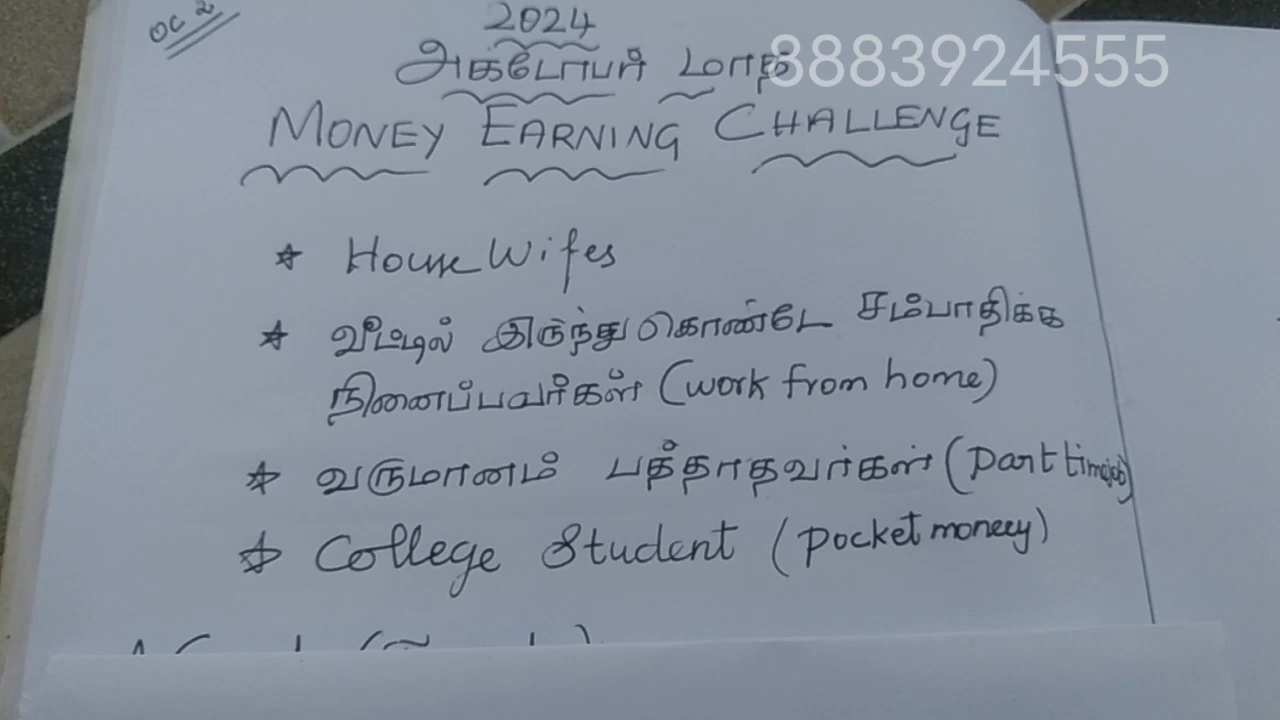 OC 2
2024
அக்டோபர் மாத
8883924555
MONEY EARNING CHALLENGE
★ House Wifes
★ வீட்டில் இருந்து கொண்டே சம்பாதிக்க
நினைப்பவர்கள் (work from home)
★ வருமானம் பத்தாதவர்கள் (Part time job)
★ College Student (pocket money)